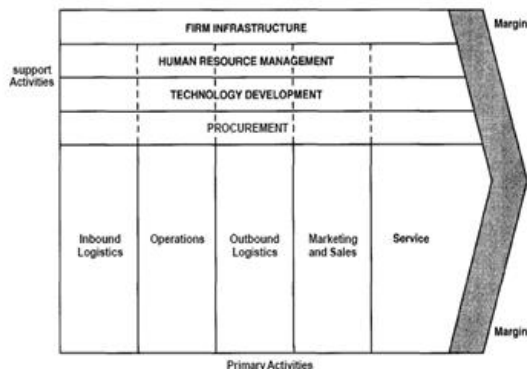 FIRM INFRASTRUCTURE
Margin
HUMAN RESOURCE MANAGEMENT
support
Activities
TECHNOLOGY DEVELOPMENT
PROCUREMENT
Inbound
Logistics
Operations
Outbound
Logistics
Marketing
and Sales
Service
Margin
Primary Activities